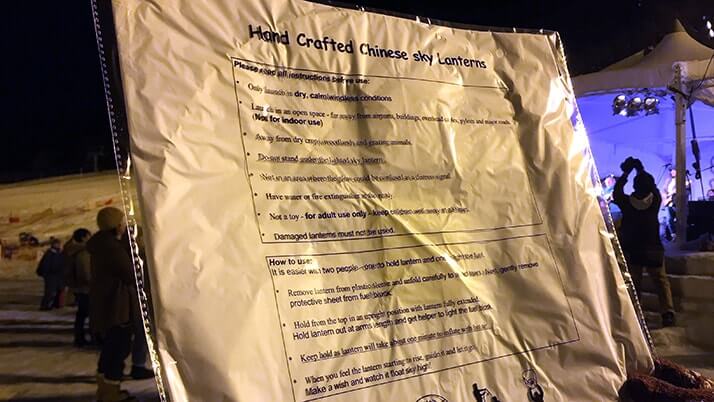 Hand Crafted Chinese sky Lanterns
Please read all instructions before use:
Only launch in dry, calm/windless conditions
Launch in an open space - far away from airports, buildings, overhead cables, pylons and major roads.
(Not for indoor use)
Away from dry crops/woodlands and grazing animals.
Do not stand under the lighted sky lantern
Not in an area where the glow could be confused as a distress signal
Have water or fire extinguisher at the ready
Not a toy - for adult use only - keep children well away at all times.
Damaged lanterns must not be used.
How to use:
It is easier with two people - one to hold lantern and one to light the fuel.
Remove lantern from plastic sleeve and unfold carefully to avoid tears. Next, gently remove
protective sheet from fuel block.
Hold from the top in an upright position with lantern fully extended.
Hold lantern out at arms length and get helper to light the fuel block.
Keep hold as lantern will take about one minute to inflate with hot air.
When you feel the lantern starting to rise, guide it and let it go.
Make a wish and watch it float sky high!